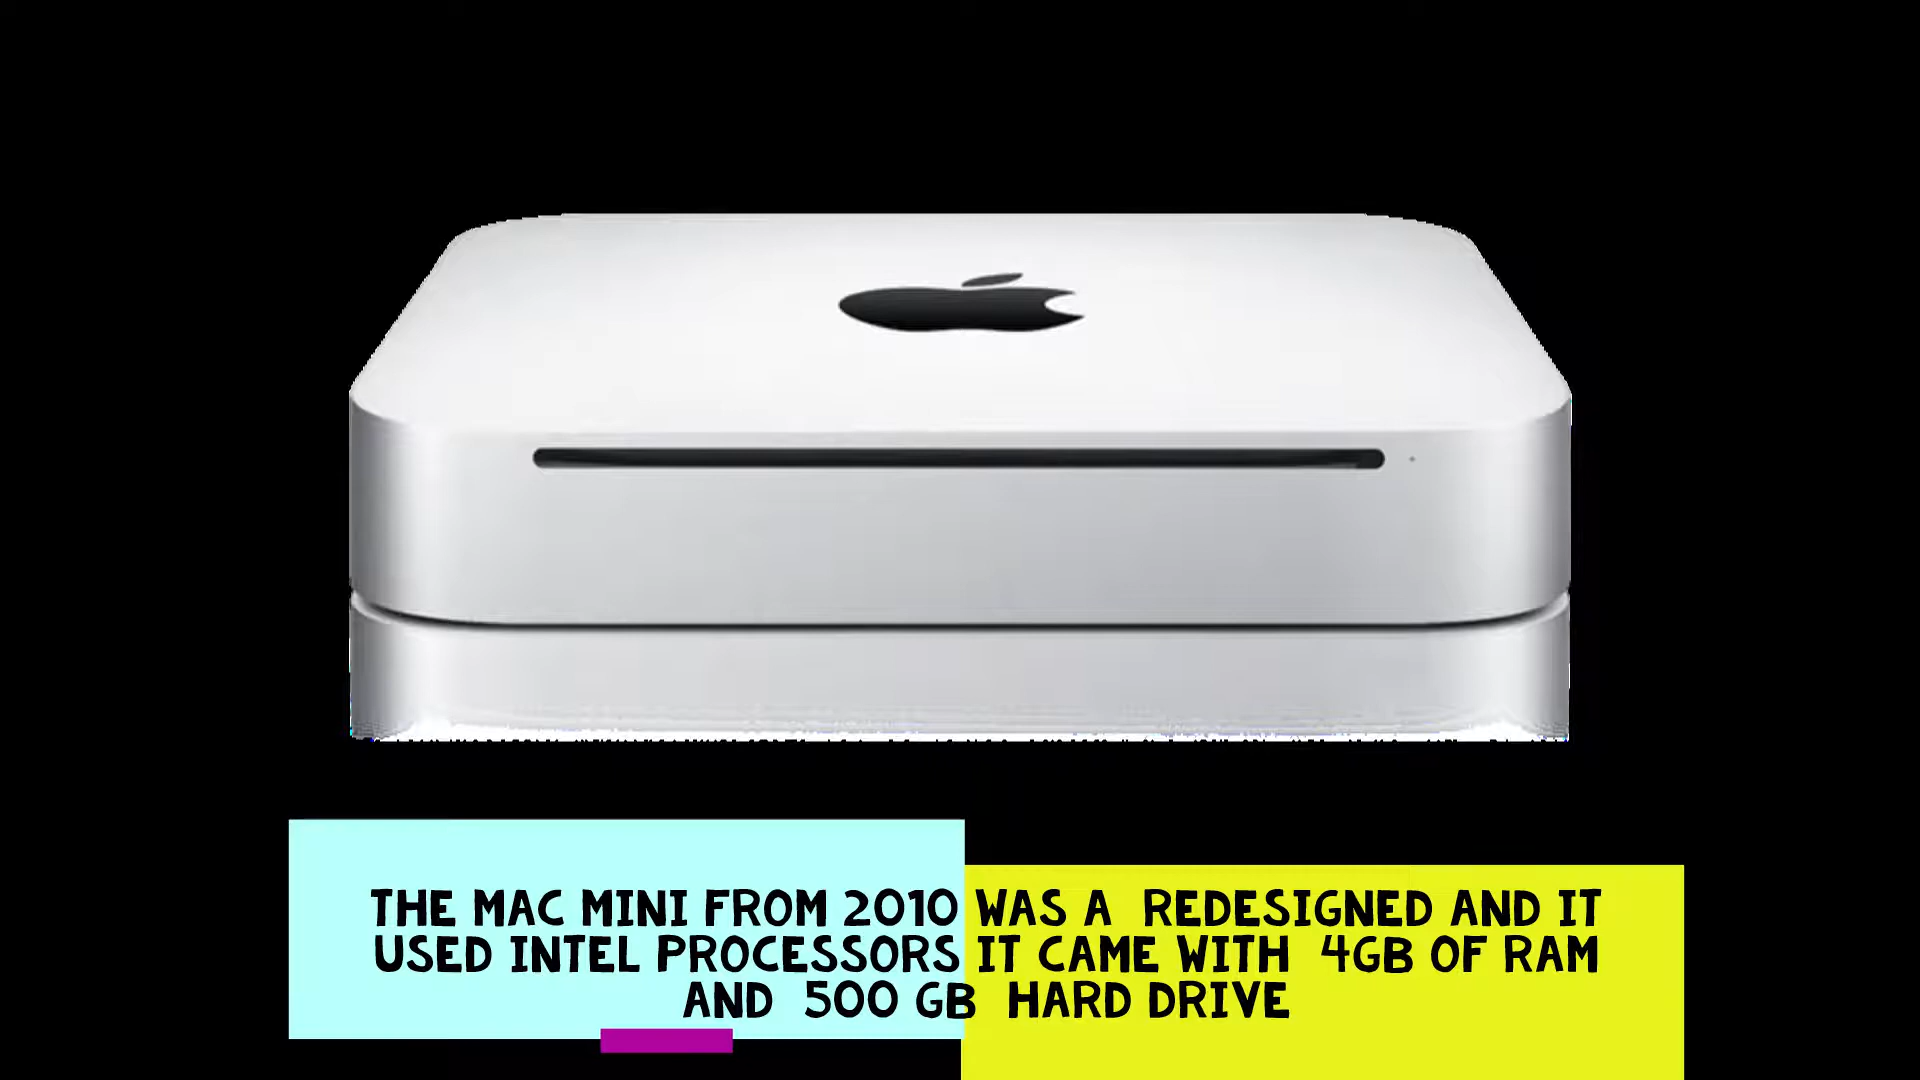 THE MAC MINI FROM 2010 WAS A REDESIGNED AND IT
USED INTEL PROCESSORS IT CAME WITH 4GB OF RAM
AND 500 GB HARD DRIVE